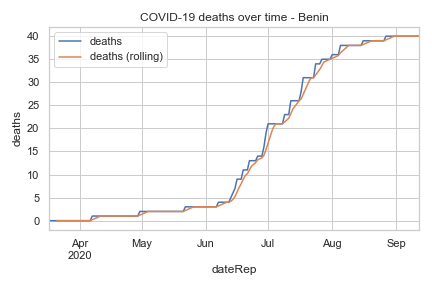 COVID-19 deaths over time - Benin
deaths
deaths (rolling)
40
35
30
25
20
15
10
5
0
deaths
Apr
2020
May
Jun
Jul
Aug
Sep
dateRep